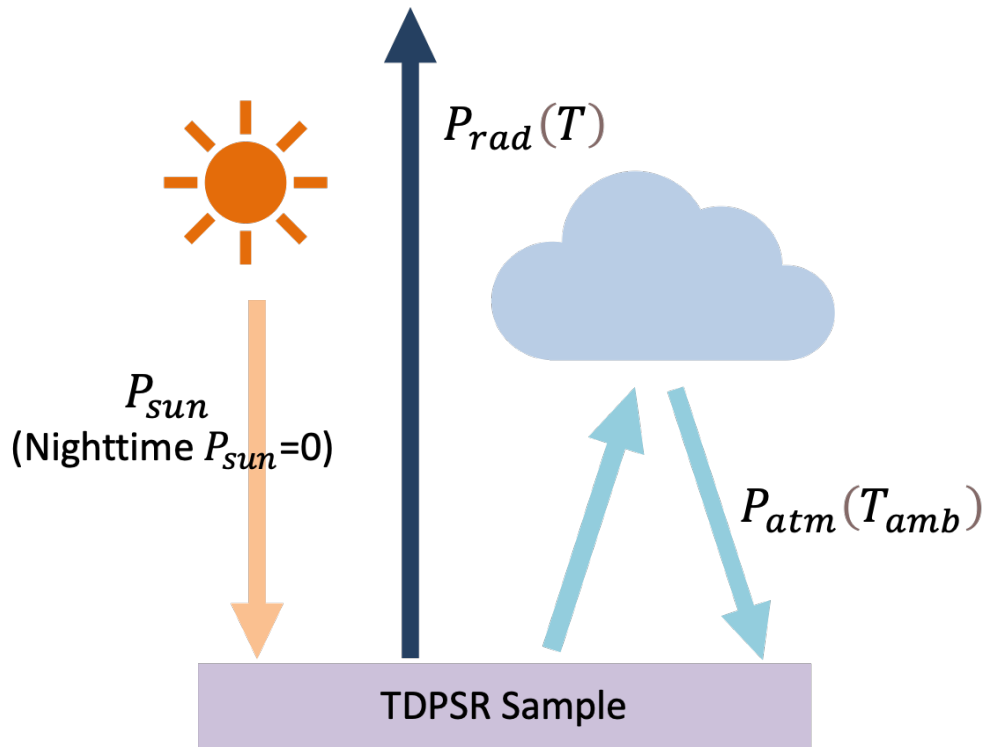 P_rad(T)
P_sun
(Nighttime P_sun=0)
P_atm(T_amb)
TDPSR Sample